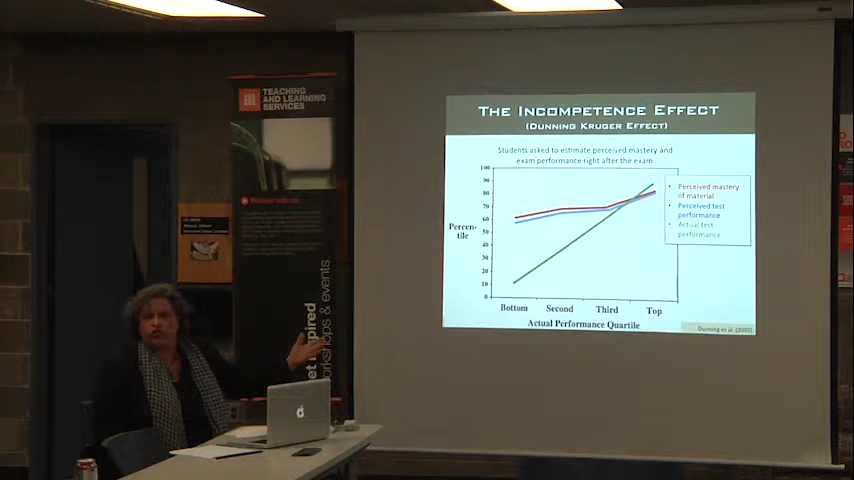 TEACHING
AND LEARNING
SERVICES
et inspired
workshops & events
THE INCOMPETENCE EFFECT
(DUNNING KRUGER EFFECT)
Students asked to estimate perceived mastery and
exam performance right after the exam
100
90
80
70
60
50
40
30
20
10
0
Percen-
tile
Bottom Second Third Top
Actual Performance Quartile
• Perceived mastery
of material
• Perceived test
performance
• Actual test
performance
Dunning et al. (2003)